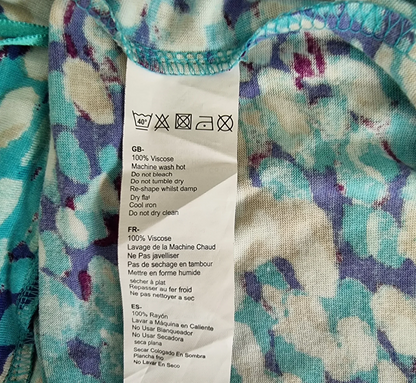 40°
GB-
100% Viscose
Machine wash hot
Do not bleach
Do not tumble dry
Re-shape whilst damp
Dry flat
Cool iron
Do not dry clean
FR-
100% Viscose
Lavage de la Machine Chaud
Ne Pas javelliser
Pas de sechage en tambour
Mettre en forme humide
sécher à plat
Repasser au fer froid
Ne pas nettoyer a sec
ES-
100% Rayón
Lavar a Máquina en Caliente
No Usar Blanqueador
No Usar Secadora
seca plana
Secar Cologado En Sombra
Plancha frio
No Lavar En Seco